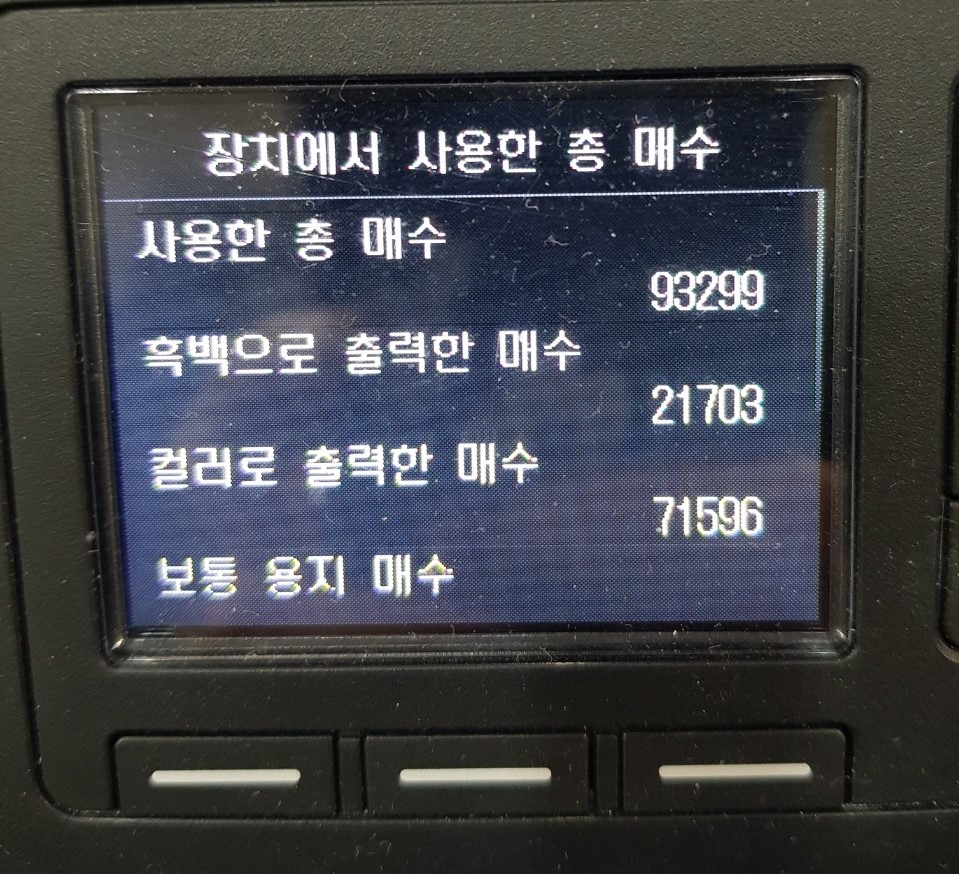 장치에서 사용한 총 매수
사용한 총 매수
93299
흑백으로 출력한 매수
21703
컬러로 출력한 매수
71596
보통 용지 매수